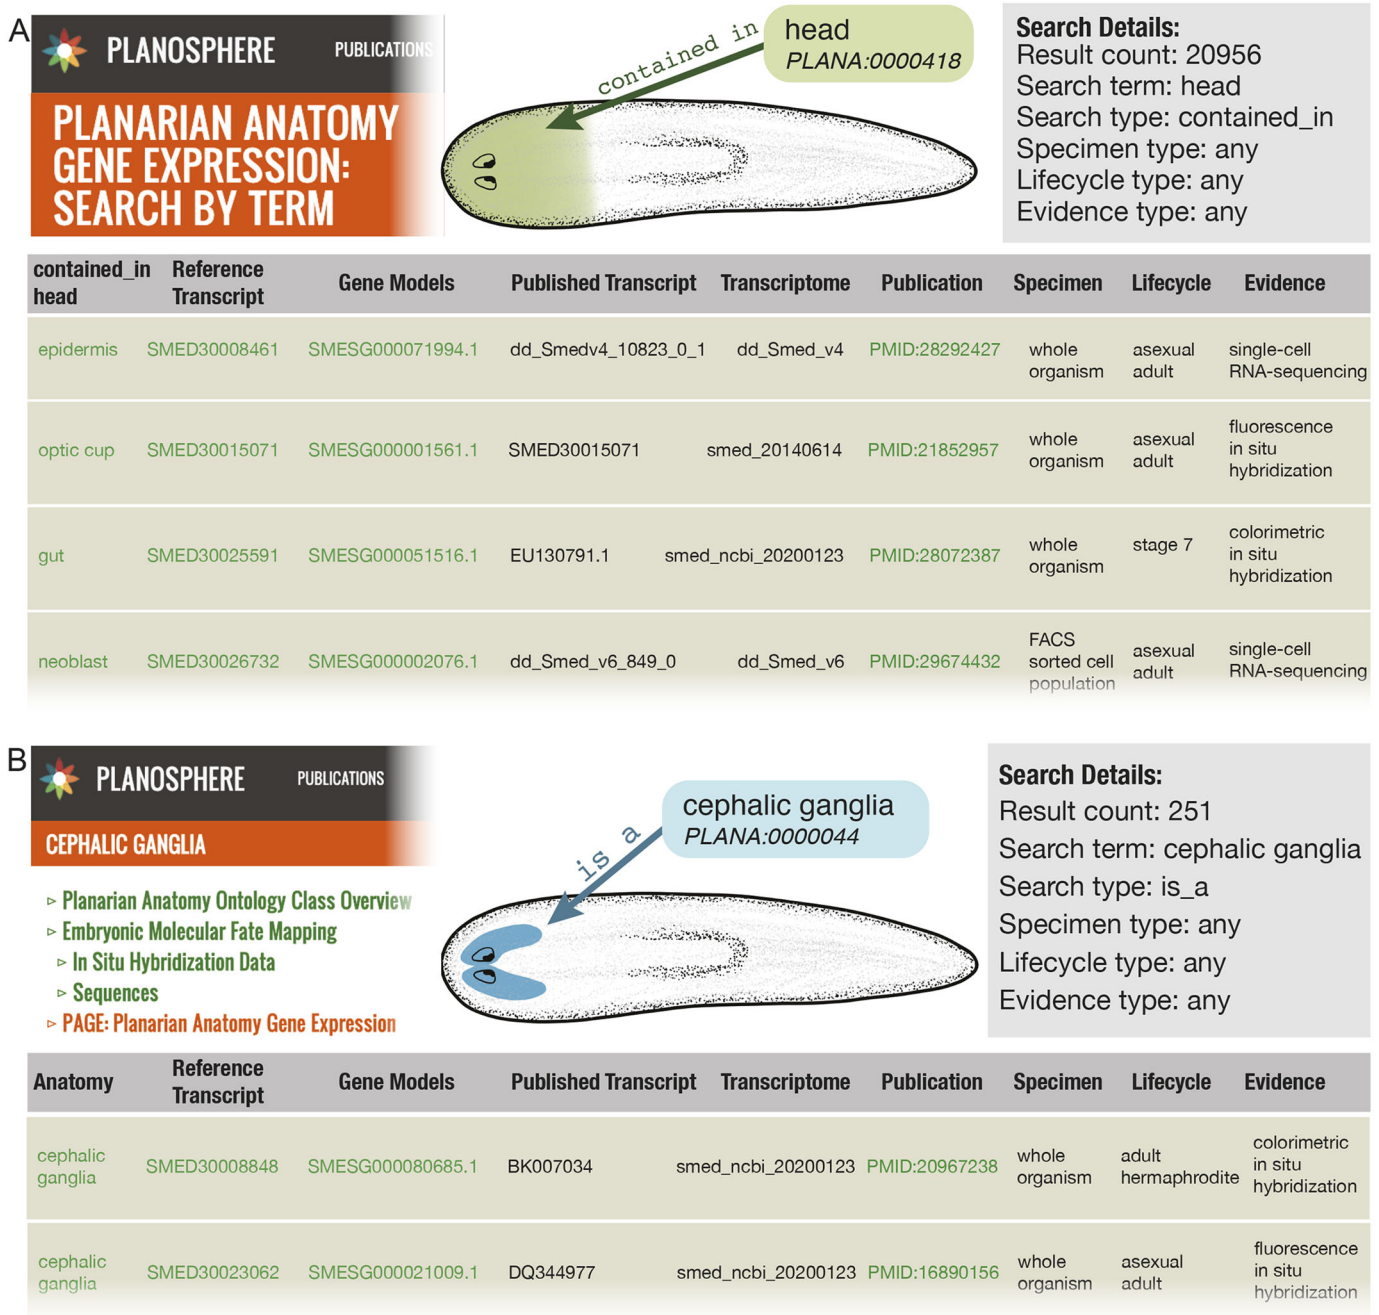 A
PLANOSPHERE PUBLICATIONS
PLANARIAN ANATOMY
GENE EXPRESSION:
SEARCH BY TERM
contained in
head
PLANA:0000418
Search Details:
Result count: 20956
Search term: head
Search type: contained_in
Specimen type: any
Lifecycle type: any
Evidence type: any
contained_in head Reference Transcript Gene Models Published Transcript Transcriptome Publication Specimen Lifecycle Evidence
epidermis SMED30008461 SMESG000071994.1 dd_Smedv4_10823_0_1 dd_Smed_v4 PMID:28292427 whole organism asexual adult single-cell RNA-sequencing
optic cup SMED30015071 SMESG000001561.1 SMED30015071 smed_20140614 PMID:21852957 whole organism asexual adult fluorescence in situ hybridization
gut SMED30025591 SMESG000051516.1 EU130791.1 smed_ncbi_20200123 PMID:28072387 whole organism stage 7 colorimetric in situ hybridization
neoblast SMED30026732 SMESG000002076.1 dd_Smed_v6_849_0 dd_Smed_v6 PMID:29674432 FACS sorted cell population asexual adult single-cell RNA-sequencing
B
PLANOSPHERE PUBLICATIONS
CEPHALIC GANGLIA
▹ Planarian Anatomy Ontology Class Overview
▹ Embryonic Molecular Fate Mapping
▹ In Situ Hybridization Data
▹ Sequences
▹ PAGE: Planarian Anatomy Gene Expression
is a
cephalic ganglia
PLANA:0000044
Search Details:
Result count: 251
Search term: cephalic ganglia
Search type: is_a
Specimen type: any
Lifecycle type: any
Evidence type: any
Anatomy Reference Transcript Gene Models Published Transcript Transcriptome Publication Specimen Lifecycle Evidence
cephalic ganglia SMED30008848 SMESG000080685.1 BK007034 smed_ncbi_20200123 PMID:20967238 whole organism adult hermaphrodite colorimetric in situ hybridization
cephalic ganglia SMED30023062 SMESG000021009.1 DQ344977 smed_ncbi_20200123 PMID:16890156 whole organism asexual adult fluorescence in situ hybridization